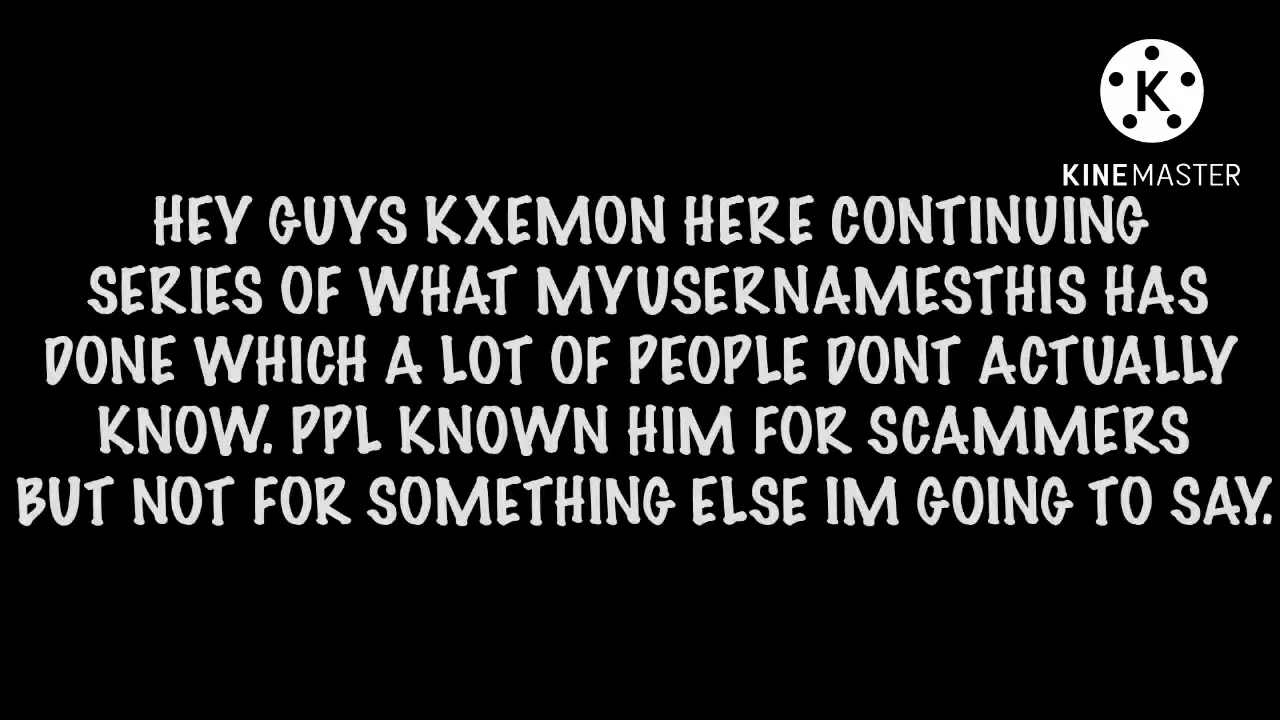 K
KINEMASTER
HEY GUYS KXEMON HERE CONTINUING
SERIES OF WHAT MYUSERNAMESTHIS HAS
DONE WHICH A LOT OF PEOPLE DONT ACTUALLY
KNOW. PPL KNOWN HIM FOR SCAMMERS
BUT NOT FOR SOMETHING ELSE IM GOING TO SAY.